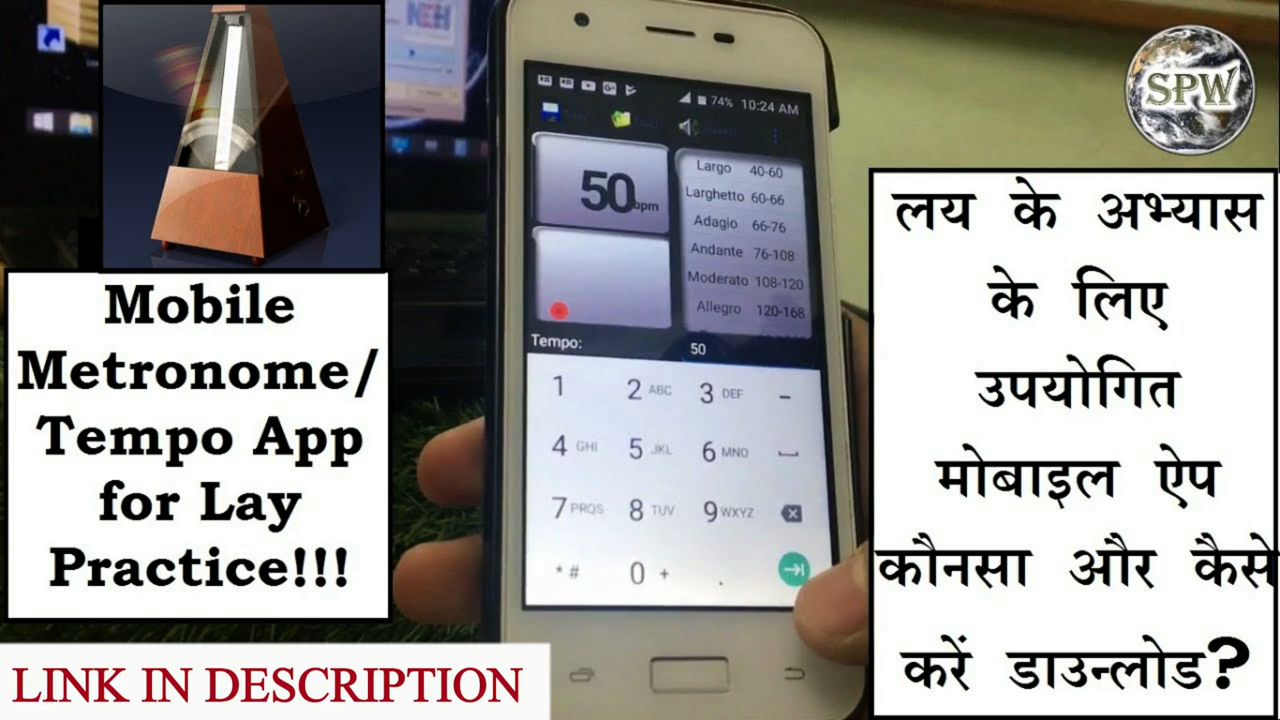 SPW
Mobile
Metronome/
Tempo App
for Lay
Practice!!!
LINK IN DESCRIPTION
74% 10:24 AM
50bpm
Largo 40-60
Larghetto 60-66
Adagio 66-76
Andante 76-108
Moderato 108-120
Allegro 120-168
Tempo: 50
1 2 ABC 3 DEF -
4 GHI 5 JKL 6 MNO
7 PRQS 8 TUV 9 WXYZ
* # 0 + .
लय के अभ्यास
के लिए
उपयोगित
मोबाइल ऐप
कौनसा और कैसे
करें डाउन्लोड?